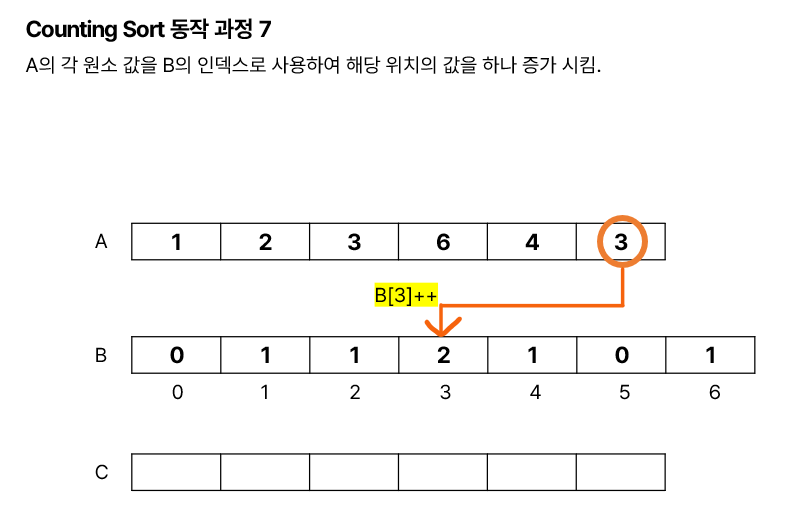 Counting Sort 동작 과정 7
A의 각 원소 값을 B의 인덱스로 사용하여 해당 위치의 값을 하나 증가 시킴.
A 1 2 3 6 4 3
B[3]++
B 0 1 1 2 1 0 1
0 1 2 3 4 5 6
C